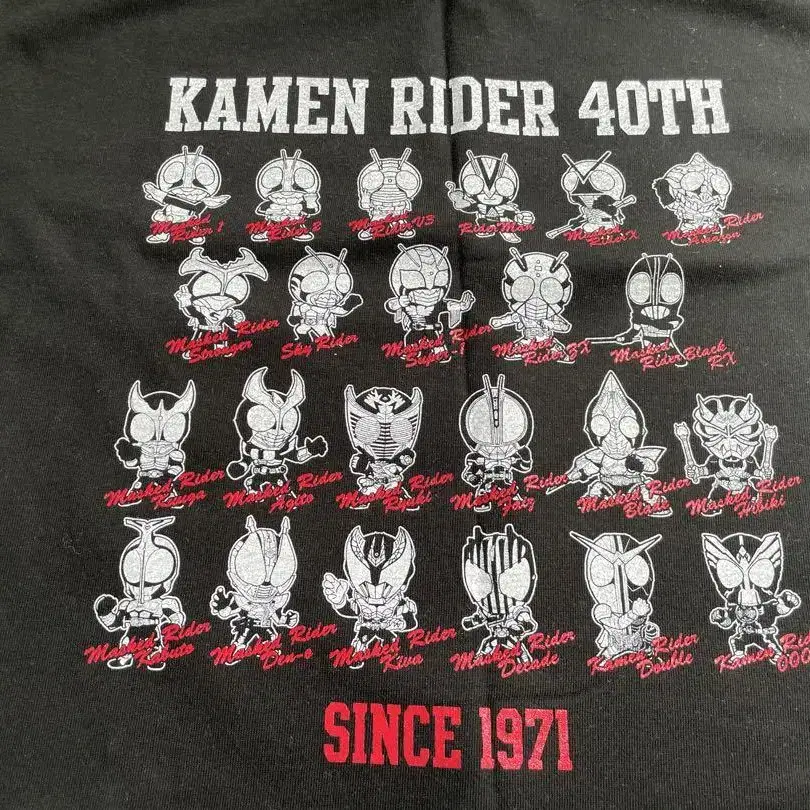 KAMEN RIDER 40TH
Masked Rider 1
Masked Rider 2
Masked Rider V3
RiderMan
Masked Rider X
Masked Rider Amazon
Masked Rider Stronger
Sky Rider
Masked Rider Super-1
Masked Rider ZX
Masked Rider Black RX
Masked Rider Kuuga
Masked Rider Agito
Masked Rider Ryuki
Masked Rider Faiz
Masked Rider Blade
Masked Rider Hibiki
Masked Rider Kabuto
Masked Rider Den-o
Masked Rider Kiva
Masked Rider Decade
Kamen Rider Double
Kamen Ri
OOO
SINCE 1971